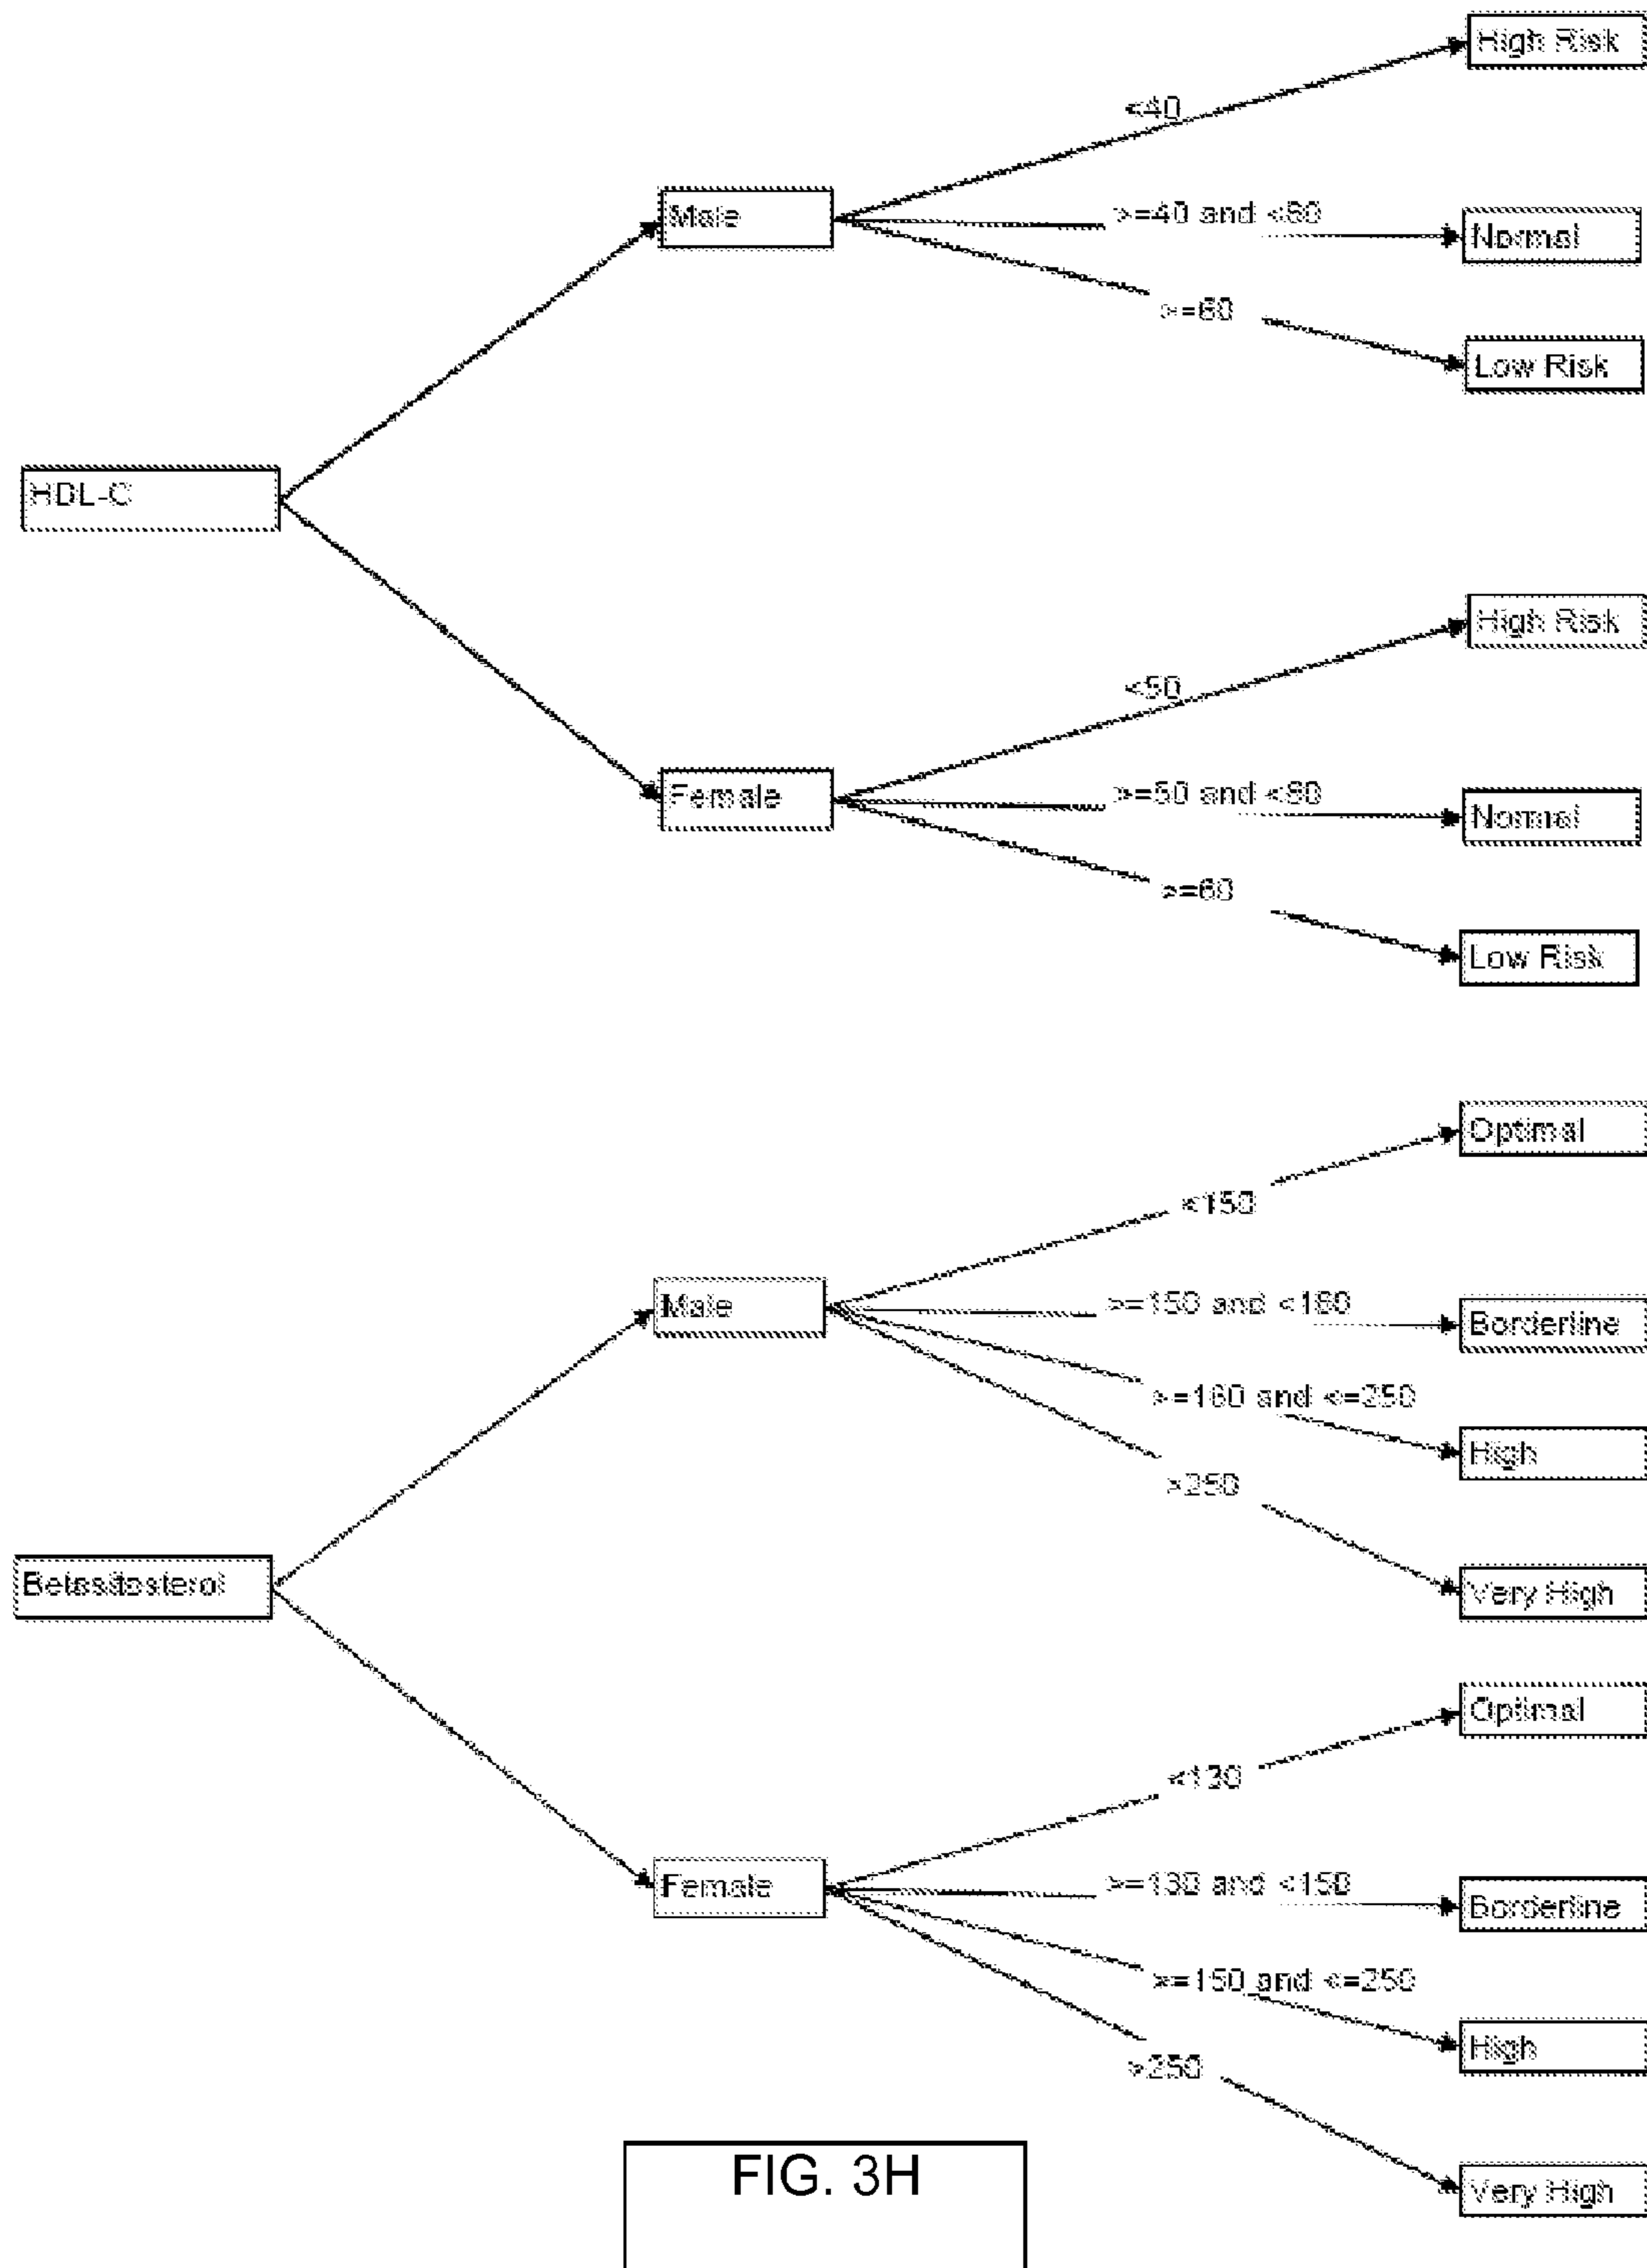 High Risk
<40
Male
>=40 and <60
Normal
>=60
Low Risk
HDL-C
High Risk
<50
Female
>=50 and <60
Normal
>=60
Low Risk
Optimal
<150
Male
>=150 and <160
Borderline
>=160 and <=250
High
>250
Betasitosterol
Very High
Optimal
<130
Female
>=130 and <150
Borderline
>=150 and <=250
High
>250
Very High
FIG. 3H